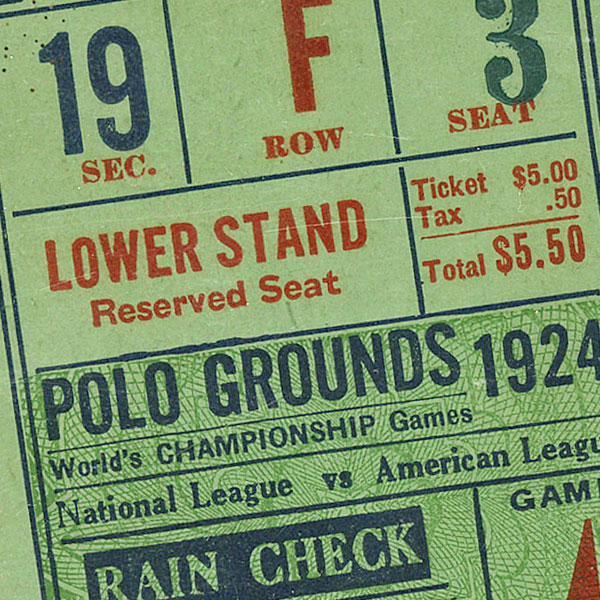 19 F 3
SEC. ROW SEAT
LOWER STAND
Reserved Seat
Ticket $5.00
Tax .50
Total $5.50
POLO GROUNDS 1924
World's CHAMPIONSHIP Games
National League vs American Leagu
RAIN CHECK
GAM